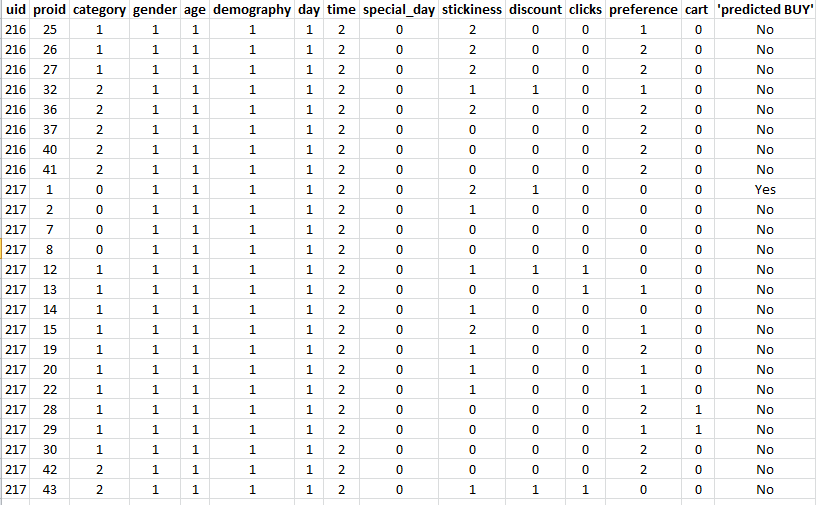 uid proid category gender age demography day time special_day stickiness discount clicks preference cart 'predicted BUY'
216 25 1 1 1 1 1 2 0 2 0 0 1 0 No
216 26 1 1 1 1 1 2 0 2 0 0 2 0 No
216 27 1 1 1 1 1 2 0 2 0 0 2 0 No
216 32 2 1 1 1 1 2 0 1 1 0 1 0 No
216 36 2 1 1 1 1 2 0 2 0 0 2 0 No
216 37 2 1 1 1 1 2 0 0 0 0 2 0 No
216 40 2 1 1 1 1 2 0 0 0 0 2 0 No
216 41 2 1 1 1 1 2 0 0 0 0 2 0 No
217 1 0 1 1 1 1 2 0 2 1 0 0 0 Yes
217 2 0 1 1 1 1 2 0 1 0 0 0 0 No
217 7 0 1 1 1 1 2 0 0 0 0 0 0 No
217 8 0 1 1 1 1 2 0 0 0 0 0 0 No
217 12 1 1 1 1 1 2 0 1 1 1 0 0 No
217 13 1 1 1 1 1 2 0 0 0 1 1 0 No
217 14 1 1 1 1 1 2 0 1 0 0 0 0 No
217 15 1 1 1 1 1 2 0 2 0 0 1 0 No
217 19 1 1 1 1 1 2 0 1 0 0 2 0 No
217 20 1 1 1 1 1 2 0 1 0 0 1 0 No
217 22 1 1 1 1 1 2 0 1 0 0 1 0 No
217 28 1 1 1 1 1 2 0 0 0 0 2 1 No
217 29 1 1 1 1 1 2 0 0 0 0 1 1 No
217 30 1 1 1 1 1 2 0 0 0 0 2 0 No
217 42 2 1 1 1 1 2 0 0 0 0 2 0 No
217 43 2 1 1 1 1 2 0 1 1 1 0 0 No